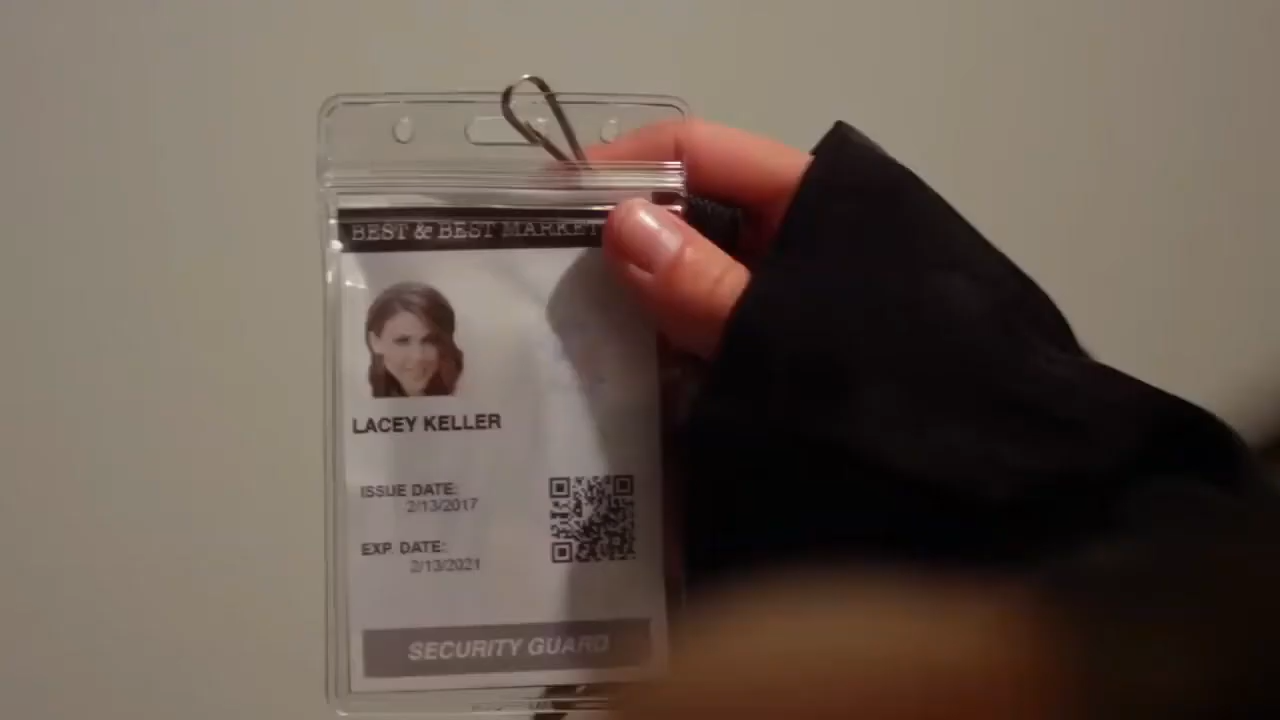 BEST & BEST MARKET
LACEY KELLER
ISSUE DATE:
2/13/2017
EXP. DATE:
2/13/2021
SECURITY GUARD